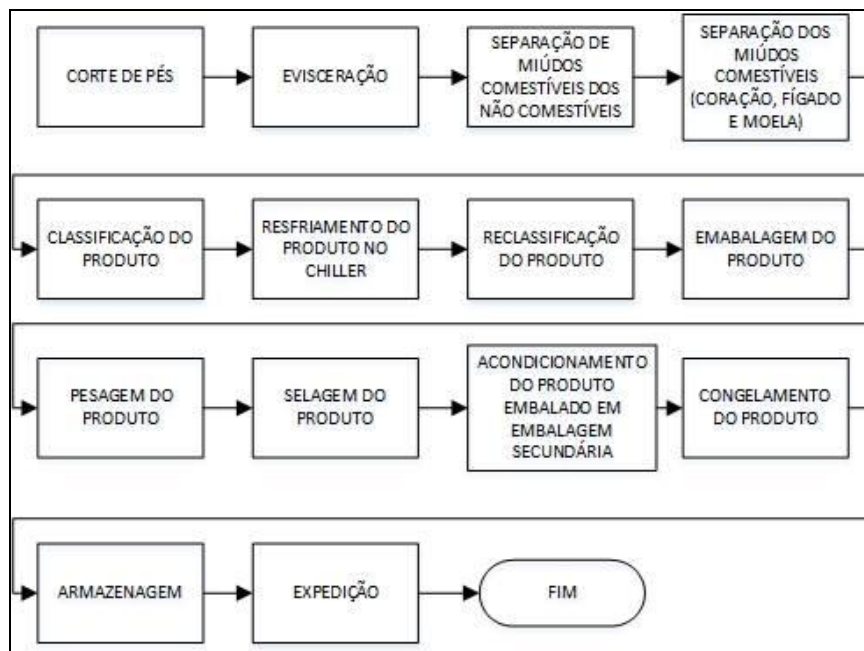 CORTE DE PÉS
EVISCERAÇÃO
SEPARAÇÃO DE
MIÚDOS
COMESTÍVEIS DOS
NÃO COMESTÍVEIS
SEPARAÇÃO DOS
MIÚDOS
COMESTÍVEIS
(CORAÇÃO, FÍGADO
E MOELA)
CLASSIFICAÇÃO DO
PRODUTO
RESFRIAMENTO DO
PRODUTO NO
CHILLER
RECLASSIFICAÇÃO
DO PRODUTO
EMABALAGEM DO
PRODUTO
PESAGEM DO
PRODUTO
SELAGEM DO
PRODUTO
ACONDICIONAMENTO
DO PRODUTO
EMBALADO EM
EMBALAGEM
SECUNDÁRIA
CONGELAMENTO
DO PRODUTO
ARMAZENAGEM
EXPEDIÇÃO
FIM